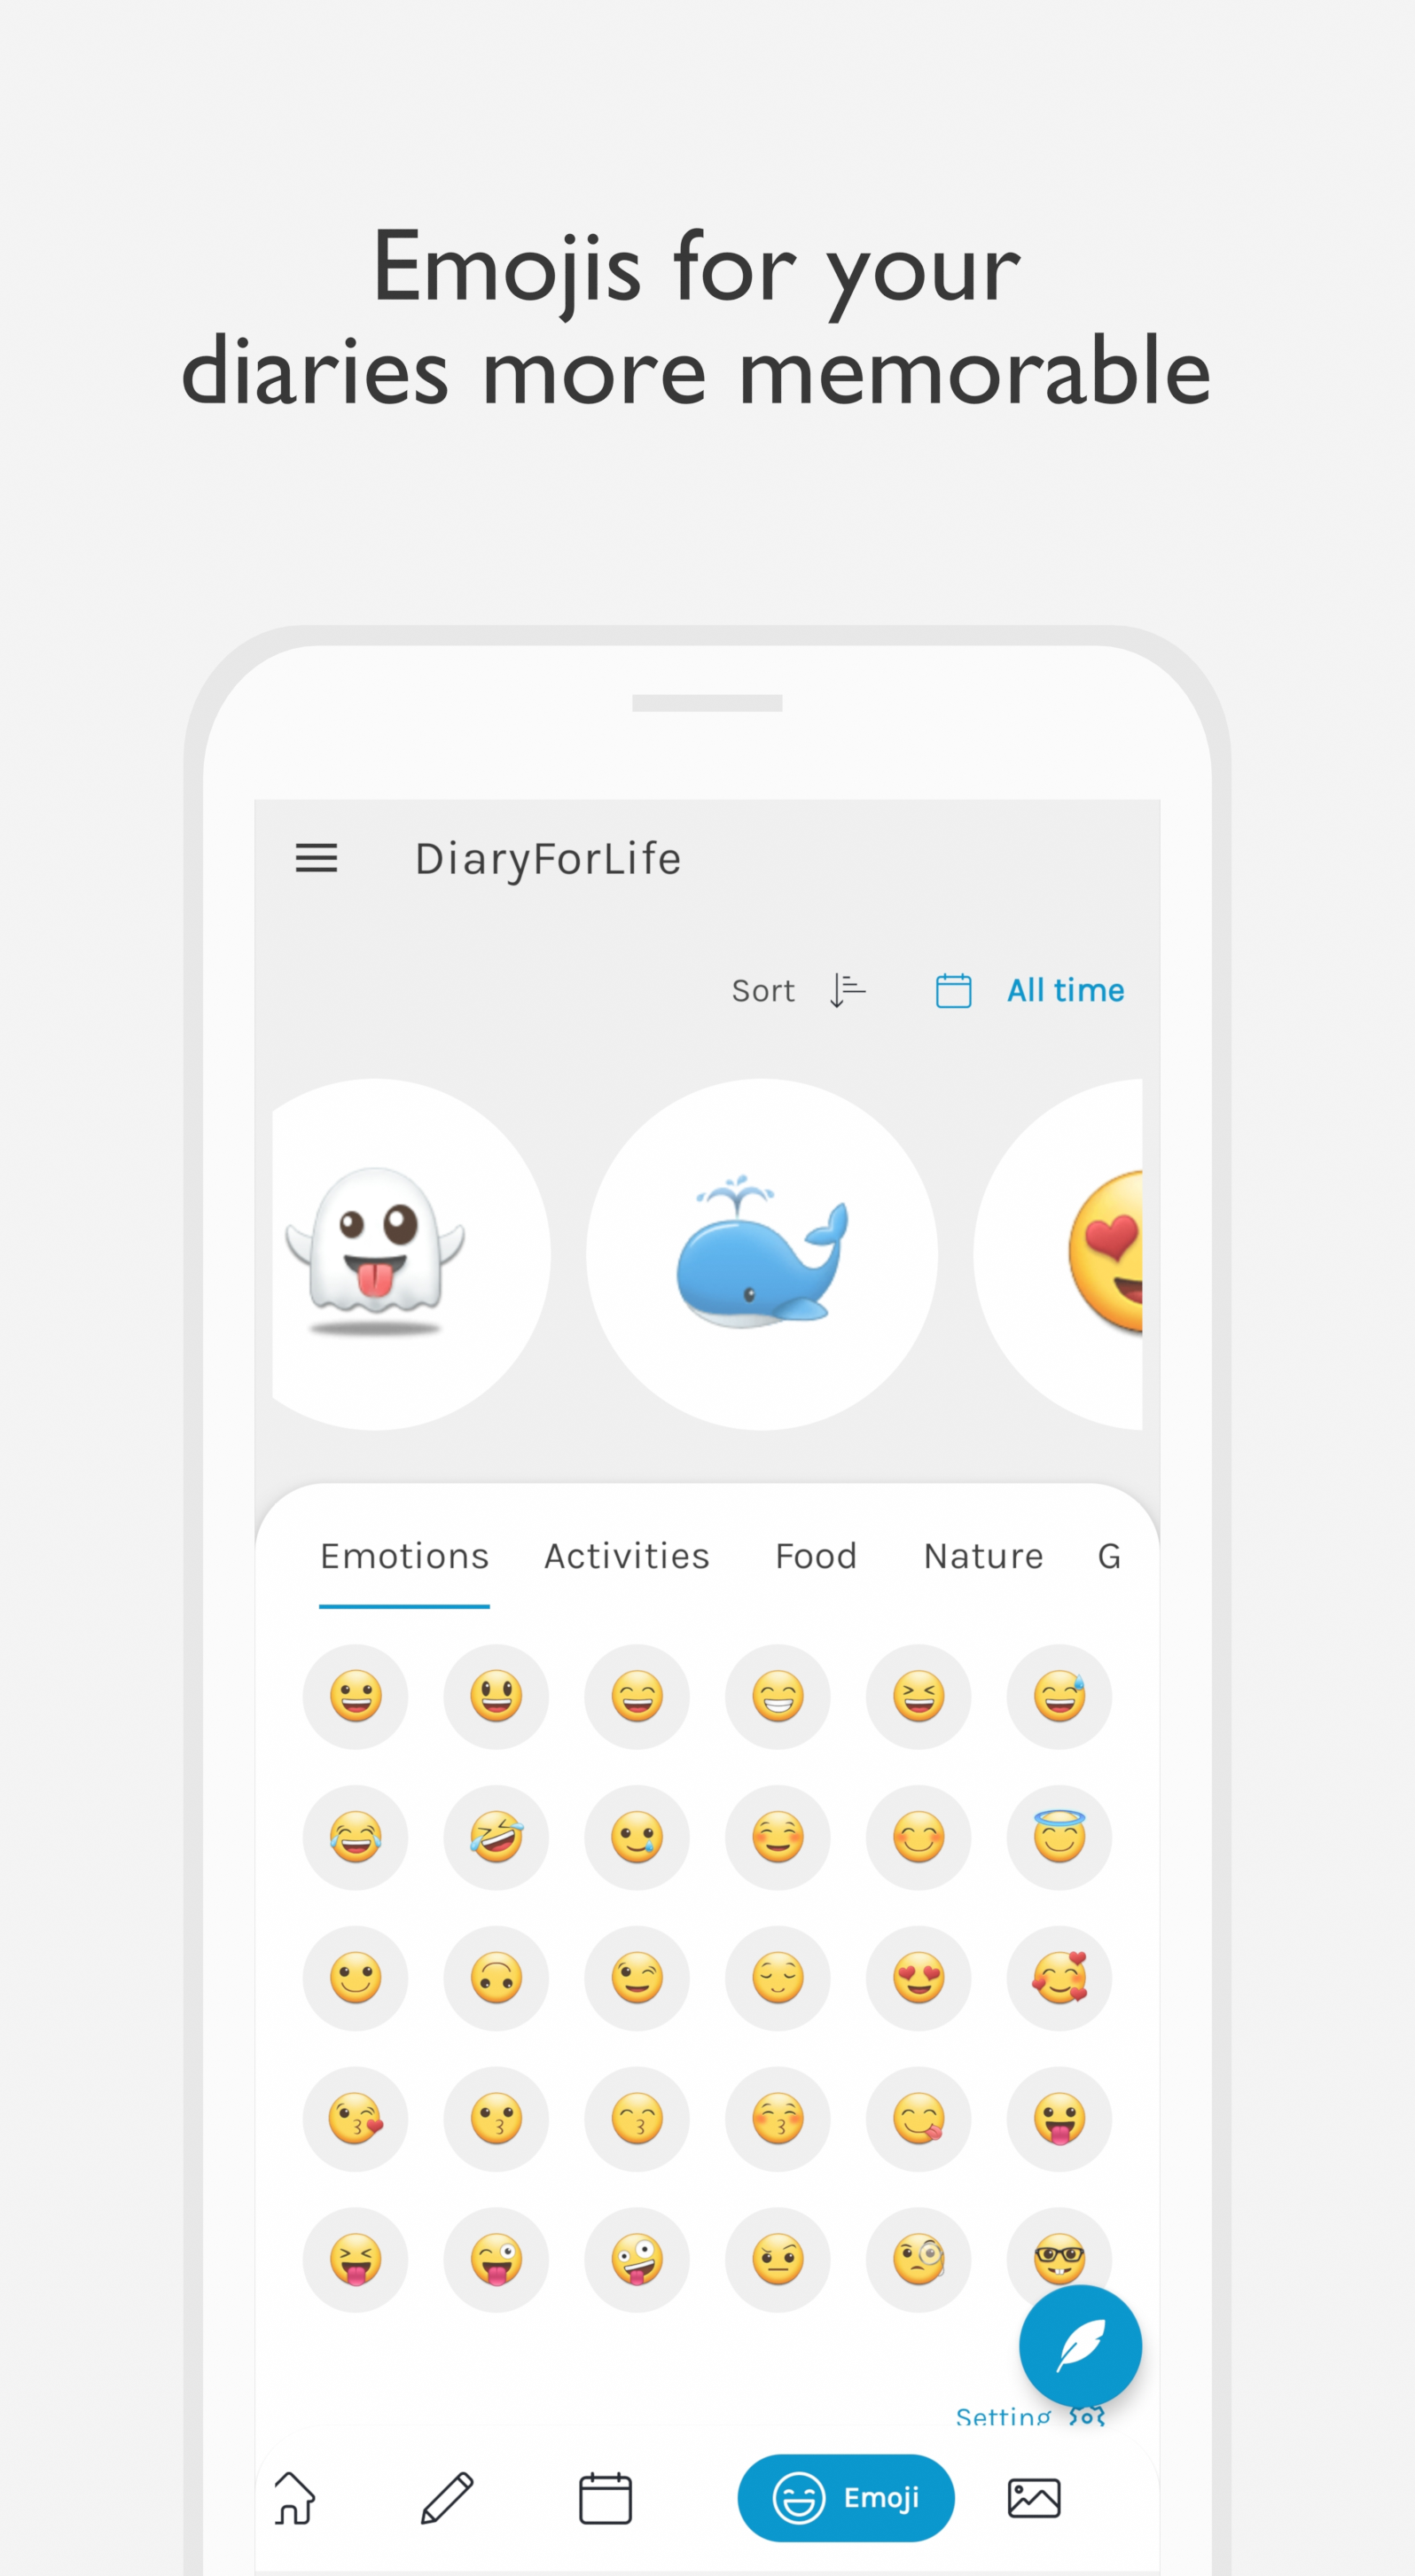 Emojis for your
diaries more memorable
DiaryForLife
Sort All time
Emotions Activities Food Nature G
Setting
Emoji